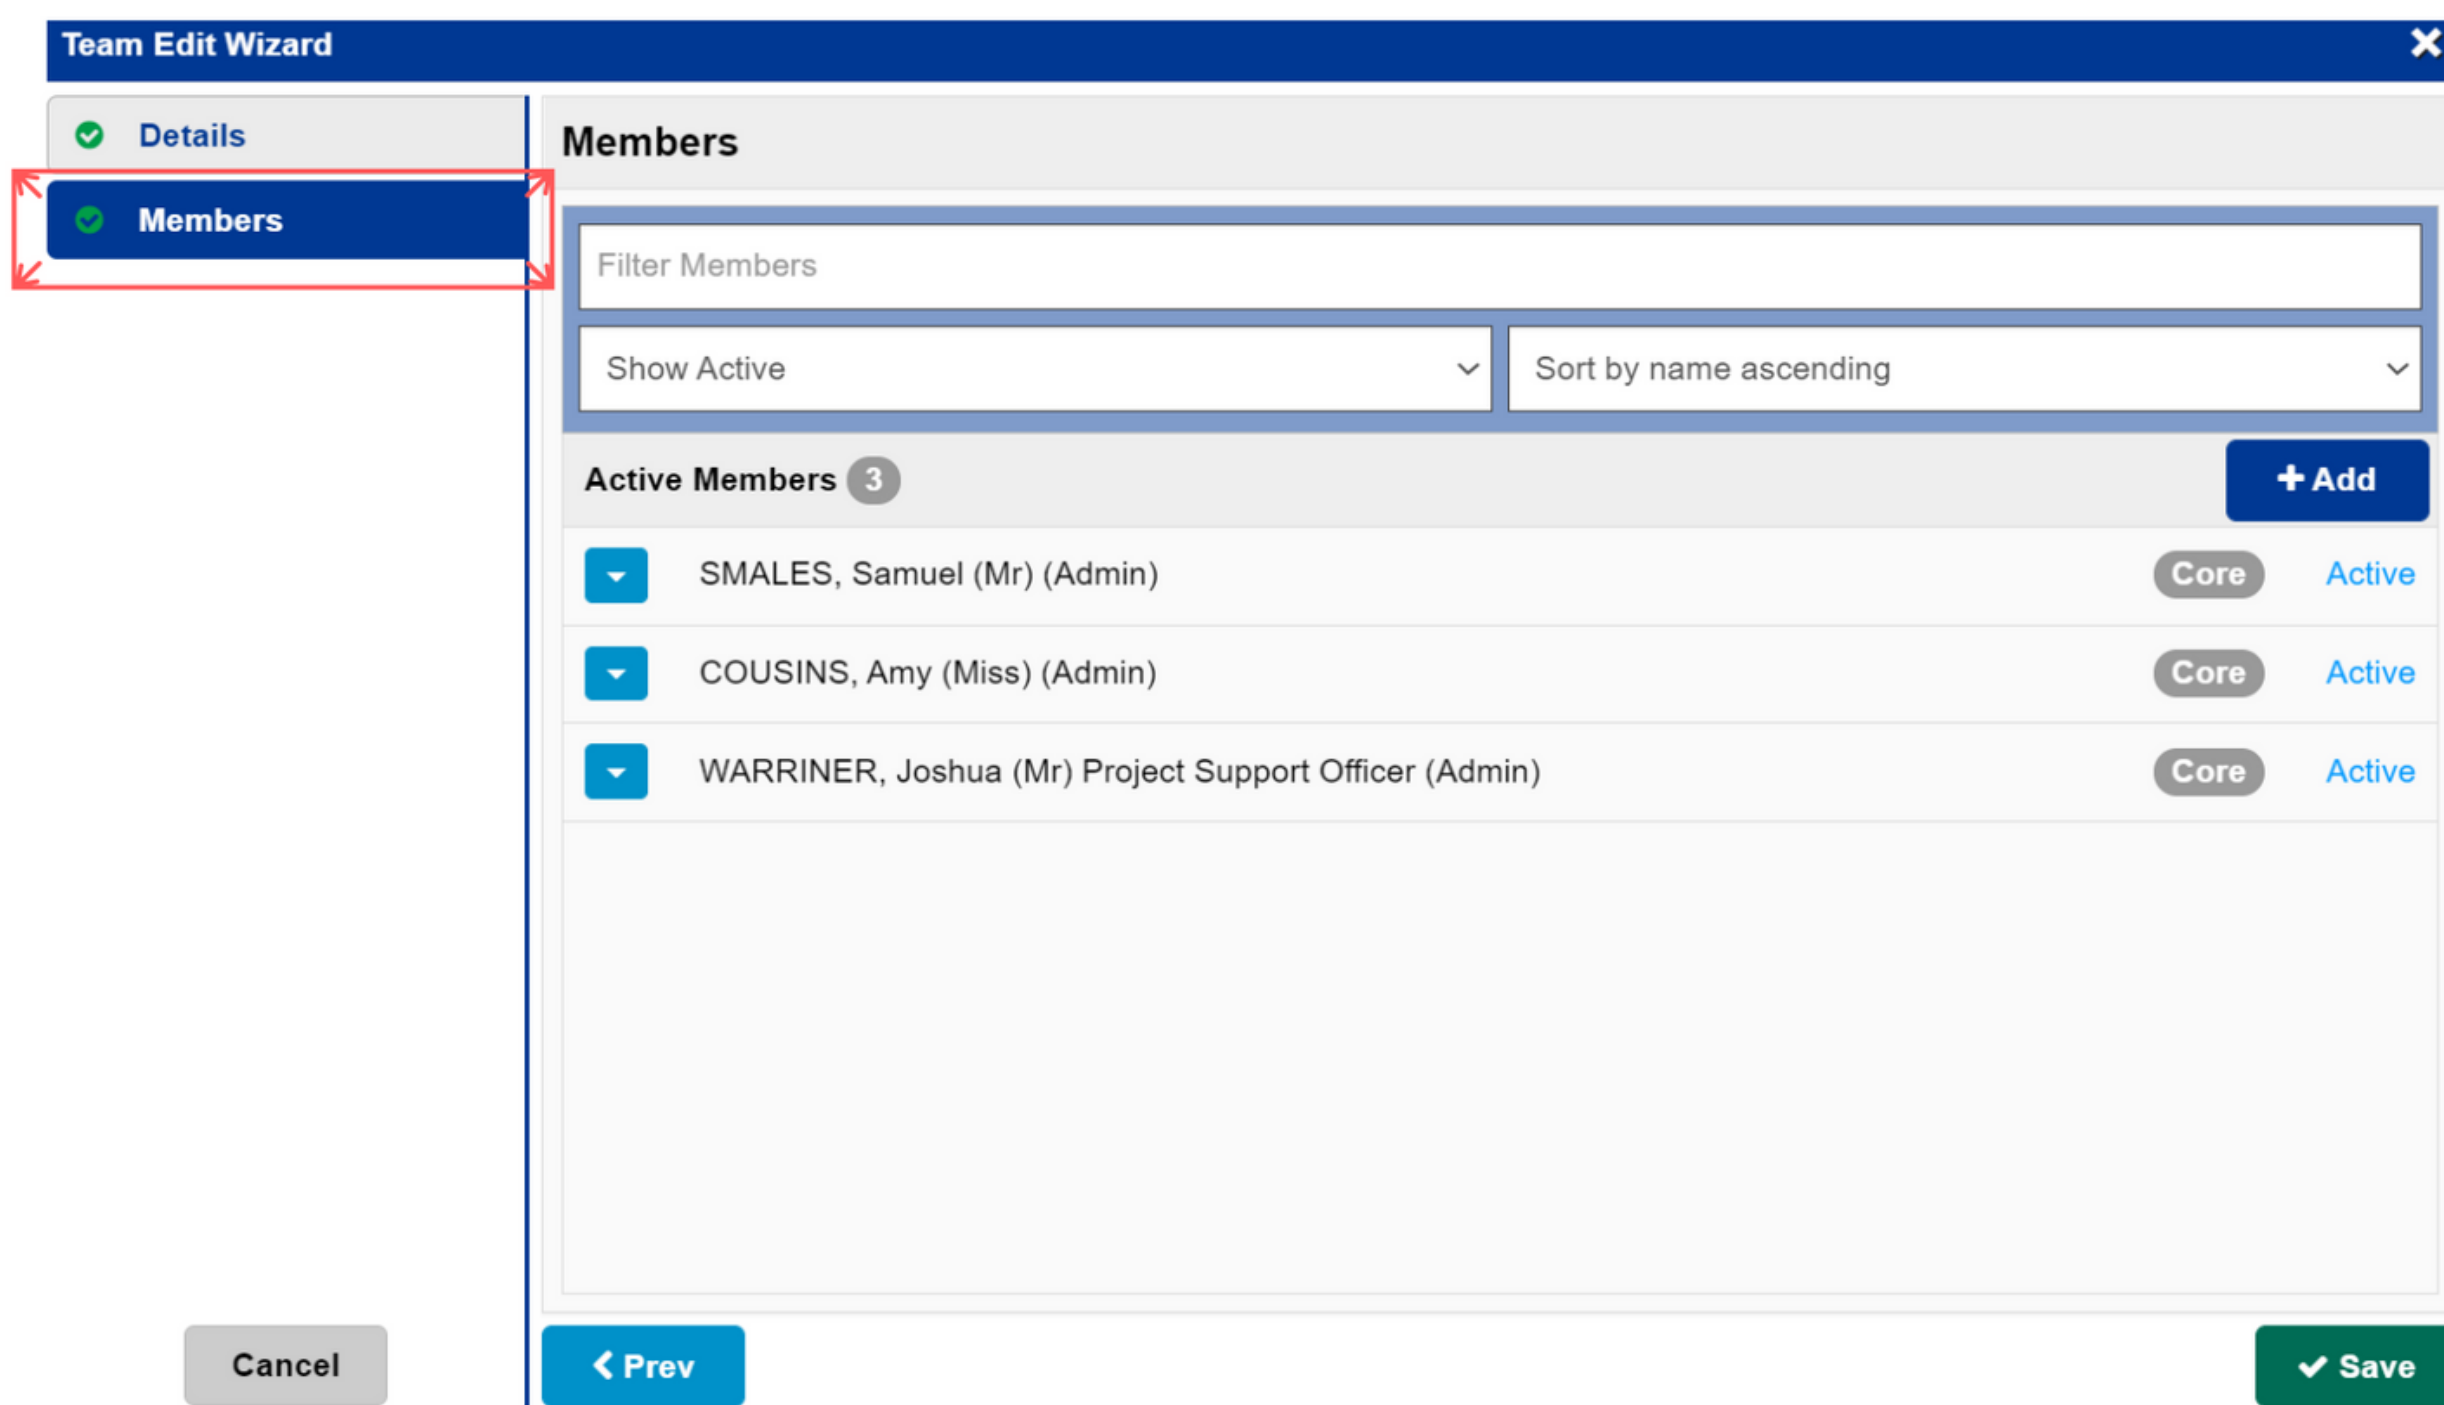 Team Edit Wizard
Details
Members
Members
Filter Members
Show Active
Sort by name ascending
Active Members 3
Add
SMALES, Samuel (Mr) (Admin) Core Active
COUSINS, Amy (Miss) (Admin) Core Active
WARRINER, Joshua (Mr) Project Support Officer (Admin) Core Active
Cancel
Prev
Save